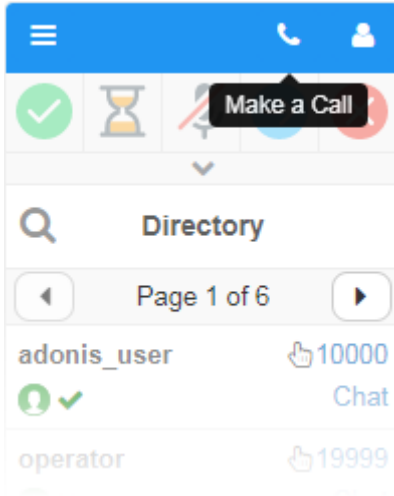 Make a Call
Directory
Page 1 of 6
adonis_user 10000
Chat
operator 19999